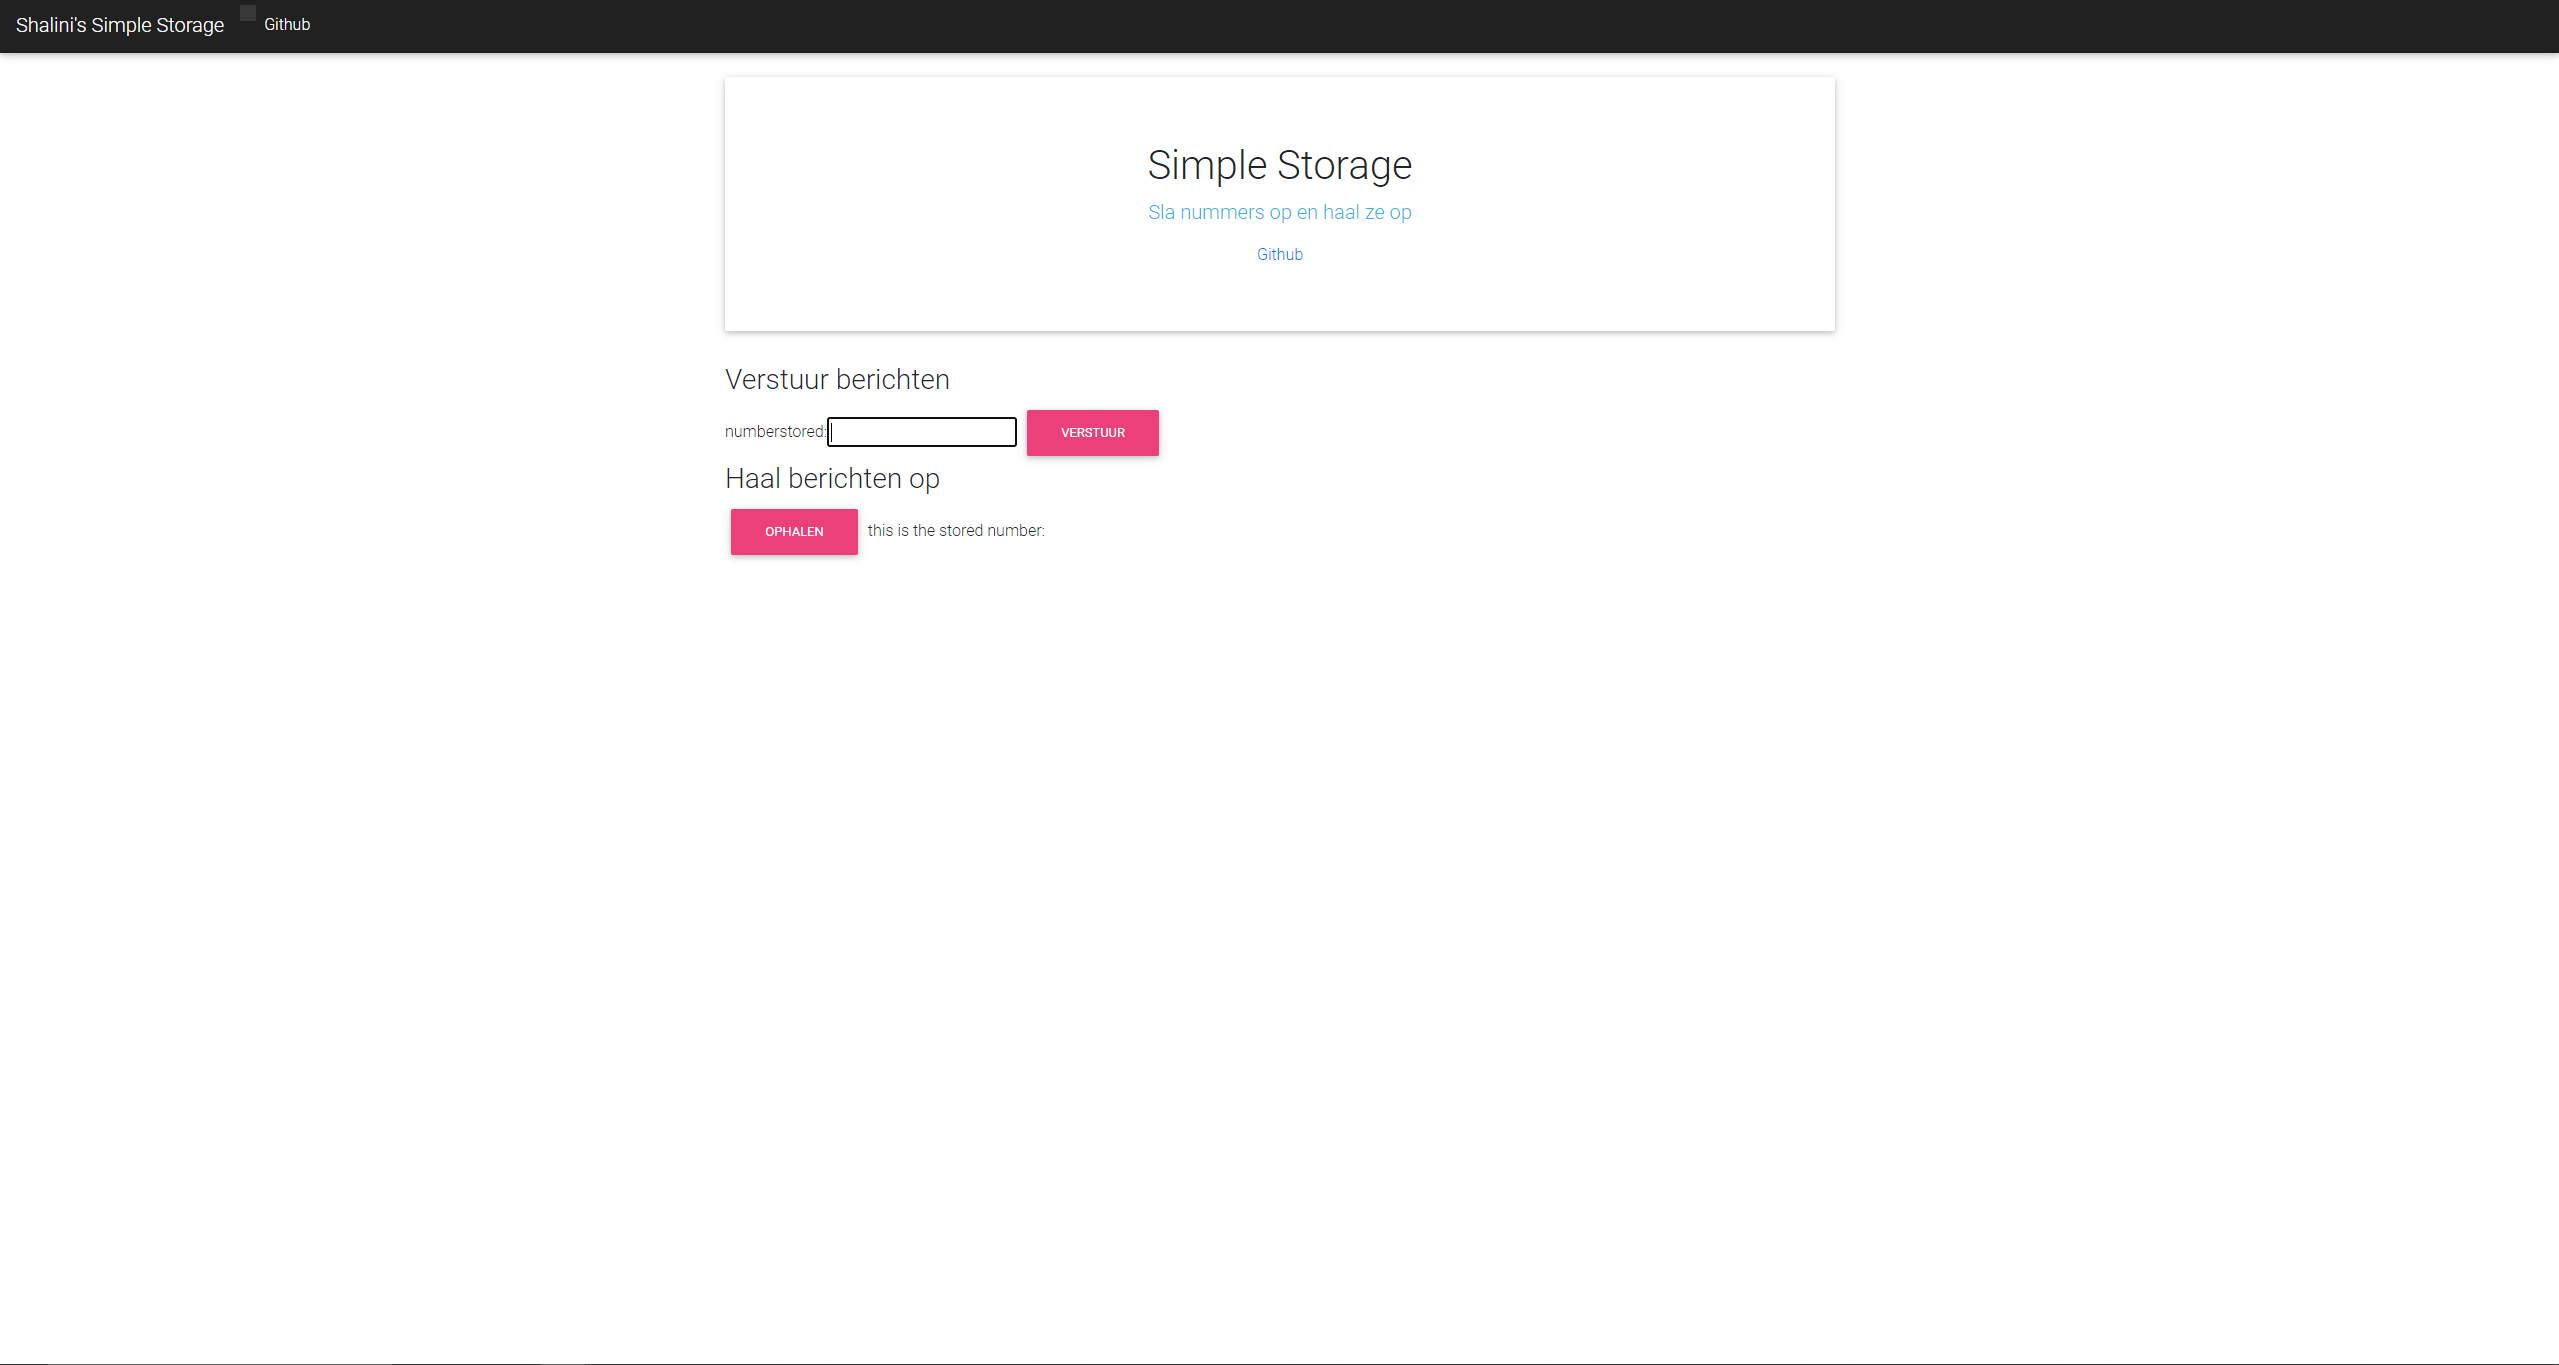 Shalini's Simple Storage Github
Simple Storage
Sla nummers op en haal ze op
Github
Verstuur berichten
numberstored: VERSTUUR
Haal berichten op
OPHALEN this is the stored number: